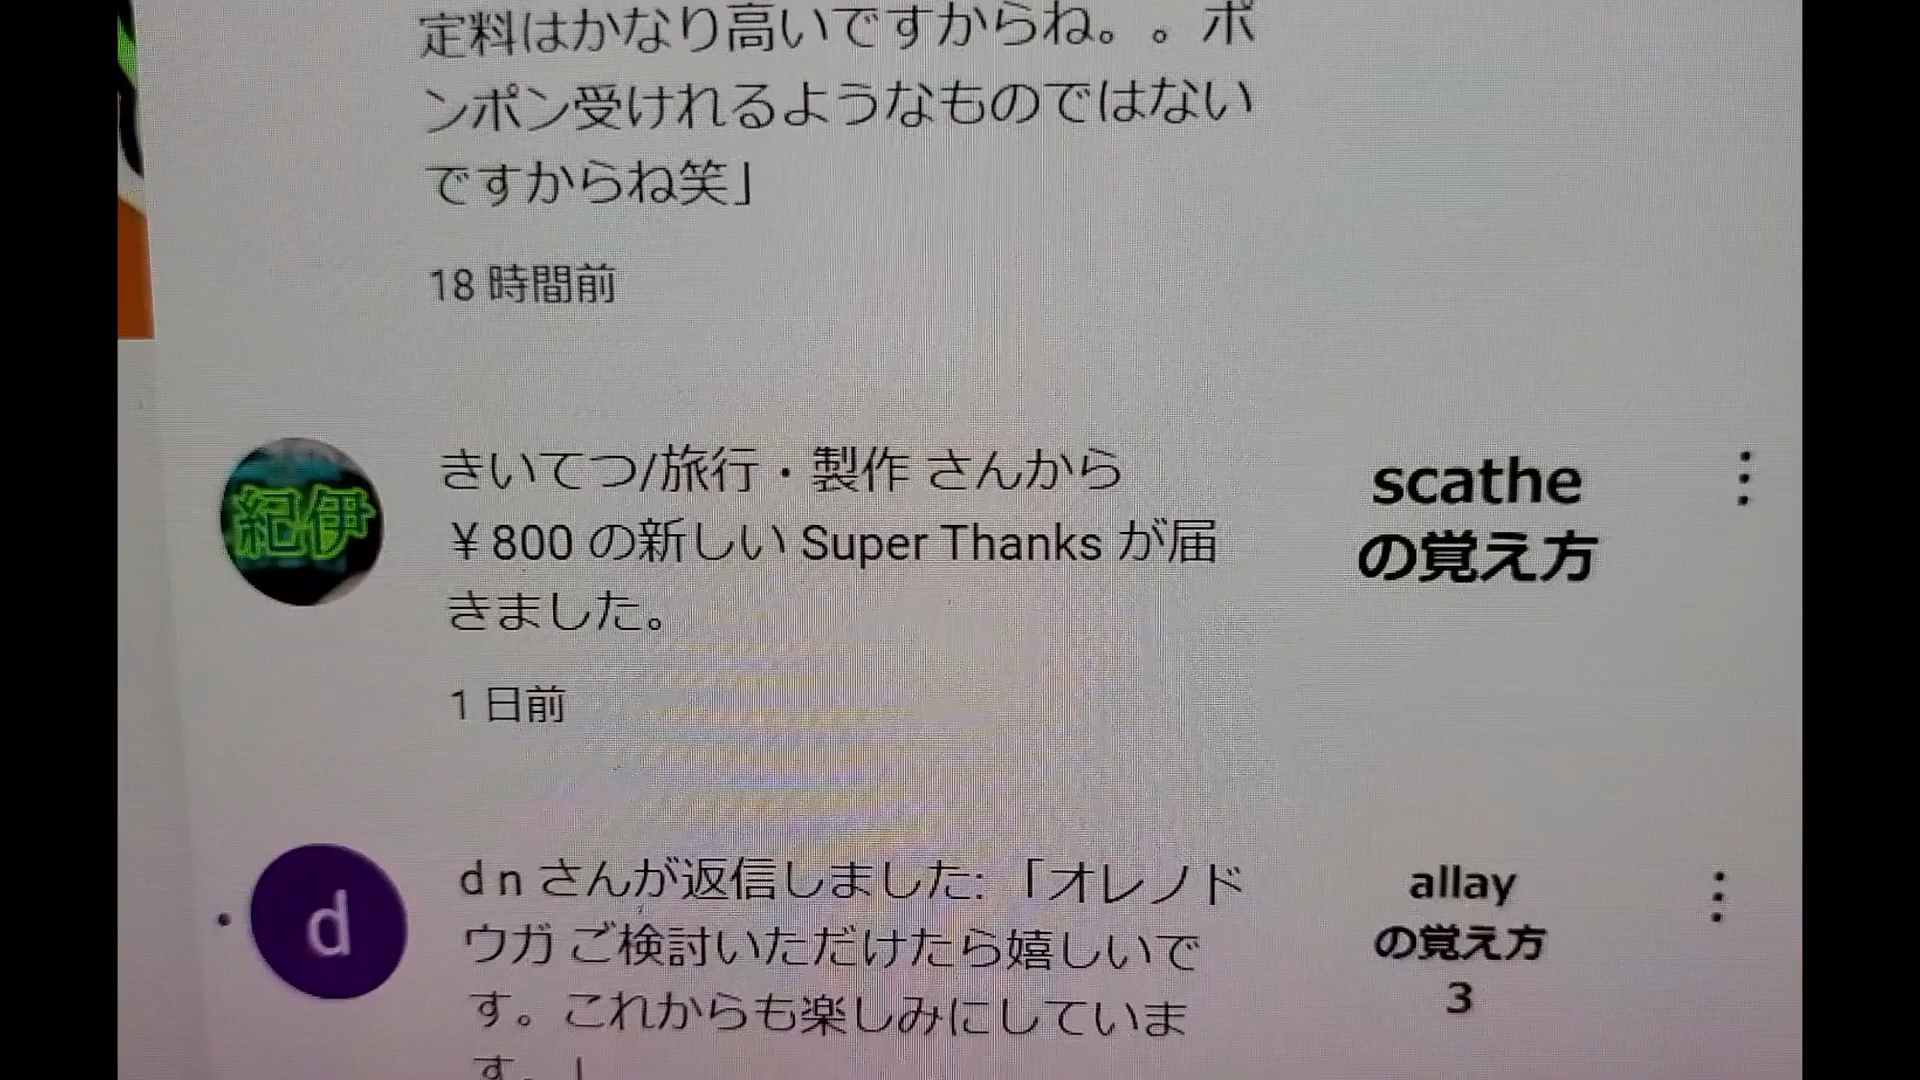 定料はかなり高いですからね。。ポ
ンポン受けれるようなものではない
ですからね笑」
18 時間前
紀伊
きいてつ/旅行・製作 さんから
￥800 の新しい Super Thanks が届
きました。
1 日前
scathe
の覚え方
d
d n さんが返信しました: 「オレノド
ウガ ご検討いただけたら嬉しいで
す。これからも楽しみにしていま
す。」
allay
の覚え方
3